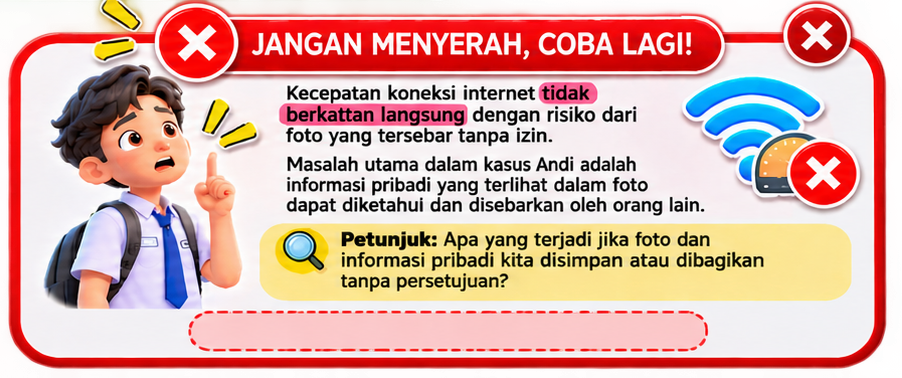 JANGAN MENYERAH, COBA LAGI!
Kecepatan koneksi internet tidak
berkattan langsung dengan risiko dari
foto yang tersebar tanpa izin.
Masalah utama dalam kasus Andi adalah
informasi pribadi yang terlihat dalam foto
dapat diketahui dan disebarkan oleh orang lain.
Petunjuk: Apa yang terjadi jika foto dan
informasi pribadi kita disimpan atau dibagikan
tanpa persetujuan?